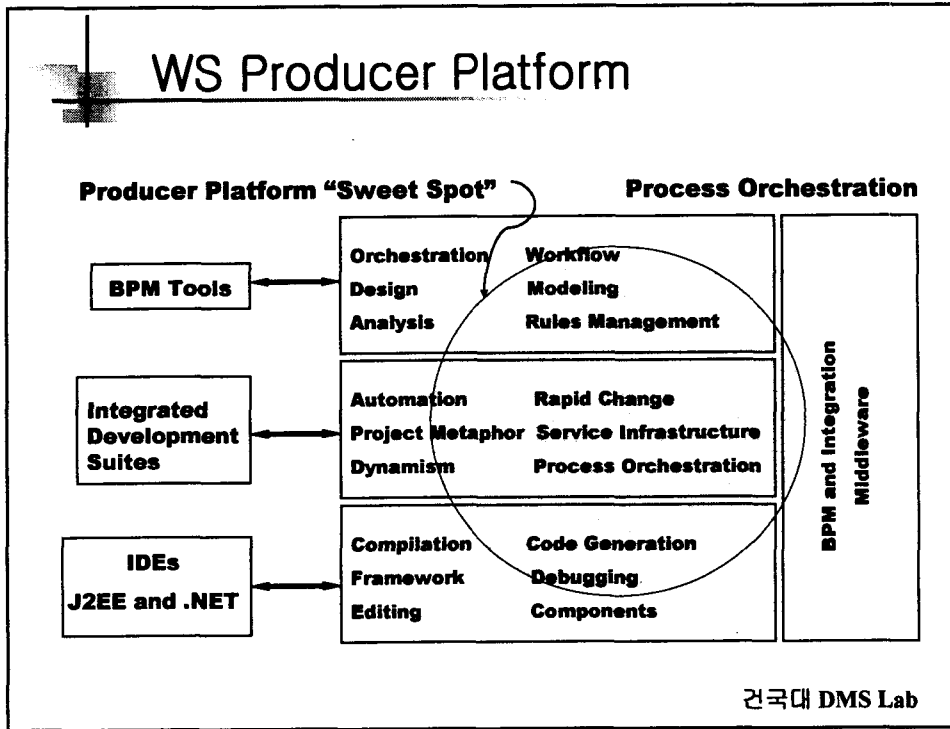 WS Producer Platform
Producer Platform “Sweet Spot”
Process Orchestration
BPM Tools
Orchestration Workflow
Design Modeling
Analysis Rules Management
Integrated
Development
Suites
Automation Rapid Change
Project Metaphor Service Infrastructure
Dynamism Process Orchestration
IDEs
J2EE and .NET
Compilation Code Generation
Framework Debugging
Editing Components
BPM and Integration
Middleware
건국대 DMS Lab